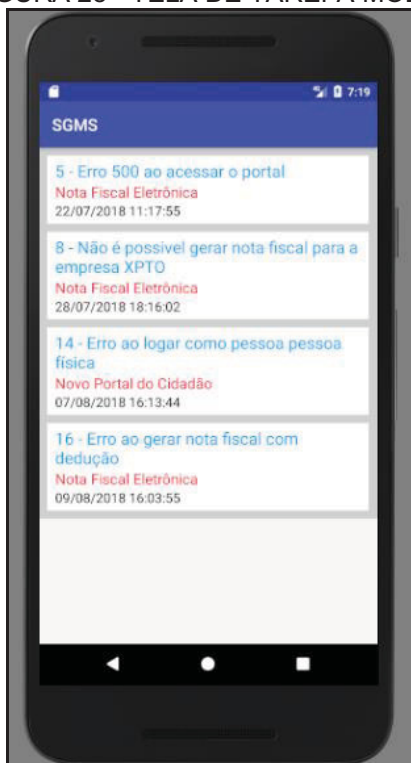 TELA DE TAREFA
7:19
SGMS
5 - Erro 500 ao acessar o portal
Nota Fiscal Eletrônica
22/07/2018 11:17:55
8 - Não é possivel gerar nota fiscal para a
empresa XPTO
Nota Fiscal Eletrônica
28/07/2018 18:16:02
14 - Erro ao logar como pessoa pessoa
física
Novo Portal do Cidadão
07/08/2018 16:13:44
16 - Erro ao gerar nota fiscal com
dedução
Nota Fiscal Eletrônica
09/08/2018 16:03:55